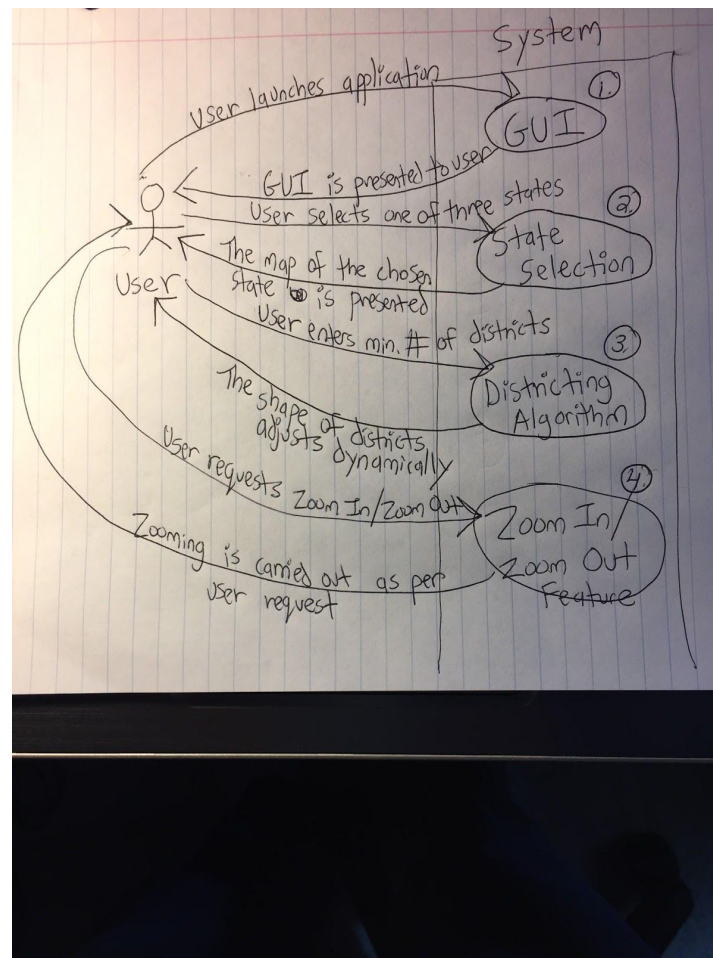 System
User launches application
1.
GUI
GUI is presented to user
User selects one of three states
2.
State
Selection
The map of the chosen
state is presented
User
User enters min. # of districts
3.
Districting
Algorithm
The shape of districts
adjusts dynamically
User requests Zoom In/Zoom Out
4.
Zoom In/
Zoom Out
Feature
Zooming is carried out as per
user request